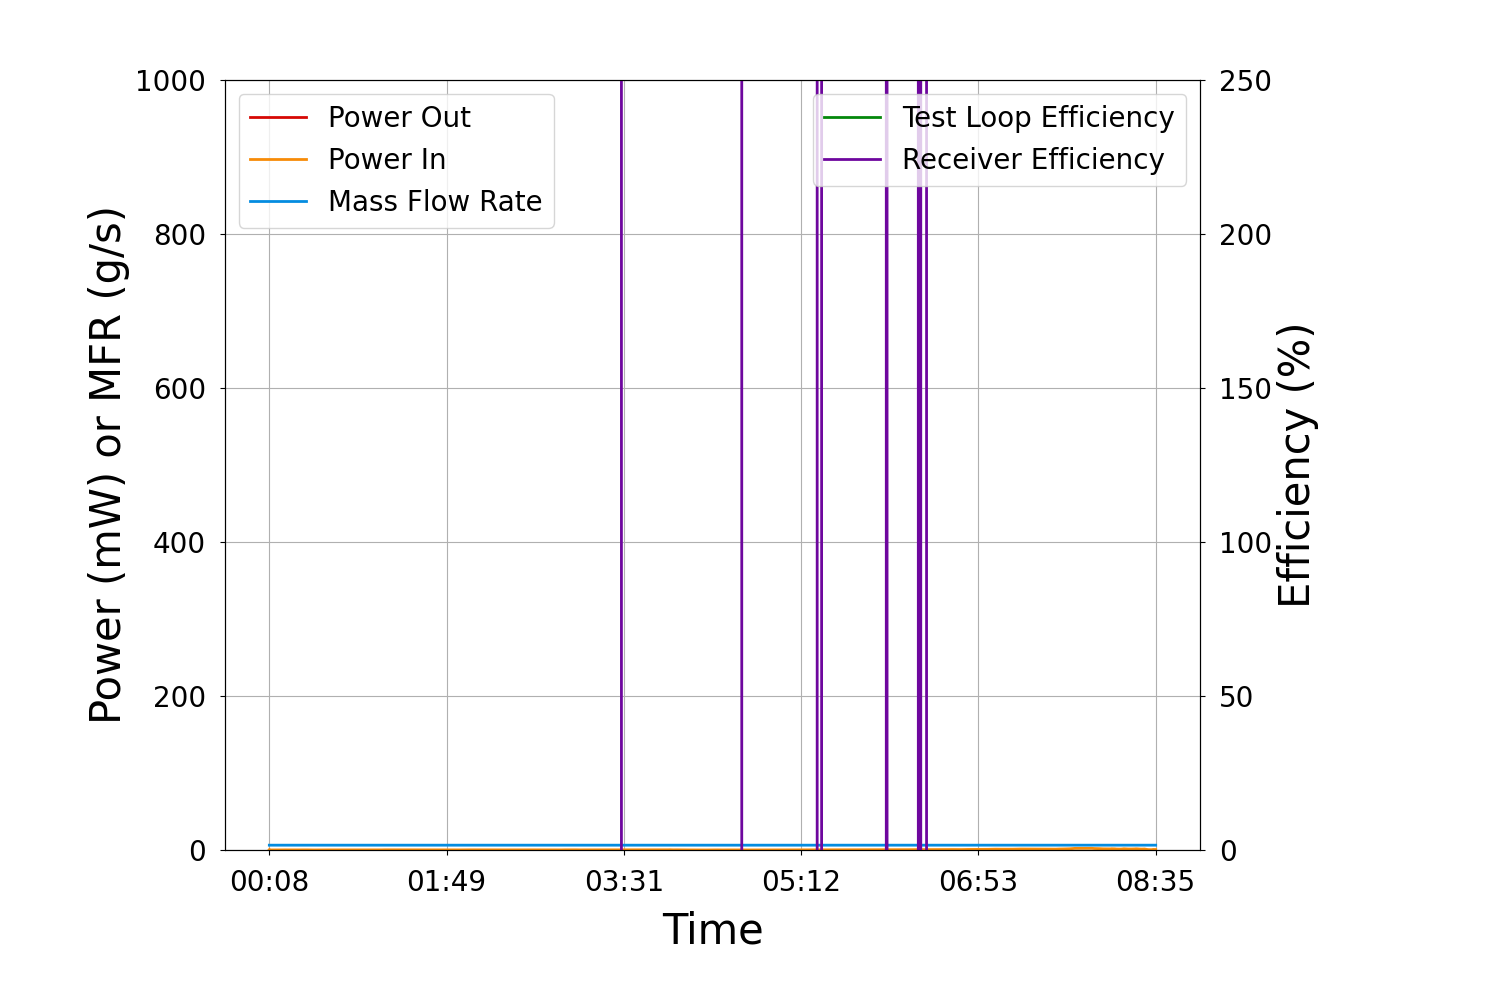 Power (mW) or MFR (g/s)
1000
800
600
400
200
0
Power Out
Power In
Mass Flow Rate
Test Loop Efficiency
Receiver Efficiency
250
200
150
100
50
0
Efficiency (%)
00:08 01:49 03:31 05:12 06:53 08:35
Time